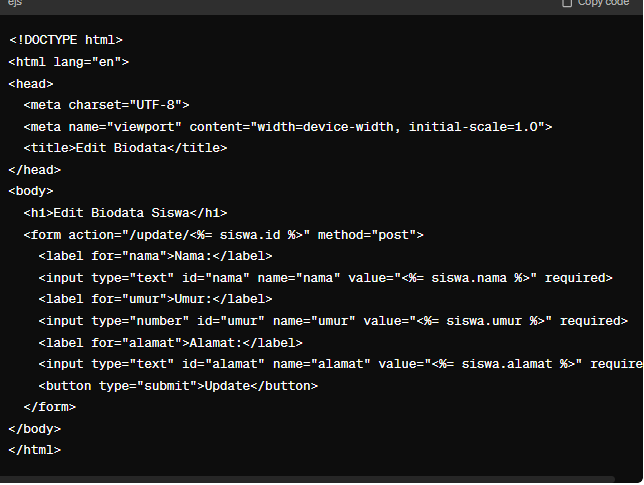 ejs
Copy code
<!DOCTYPE html>
<html lang="en">
<head>
  <meta charset="UTF-8">
  <meta name="viewport" content="width=device-width, initial-scale=1.0">
  <title>Edit Biodata</title>
</head>
<body>
  <h1>Edit Biodata Siswa</h1>
  <form action="/update/<%= siswa.id %>" method="post">
    <label for="nama">Nama:</label>
    <input type="text" id="nama" name="nama" value="<%= siswa.nama %>" required>
    <label for="umur">Umur:</label>
    <input type="number" id="umur" name="umur" value="<%= siswa.umur %>" required>
    <label for="alamat">Alamat:</label>
    <input type="text" id="alamat" name="alamat" value="<%= siswa.alamat %>" require
    <button type="submit">Update</button>
  </form>
</body>
</html>